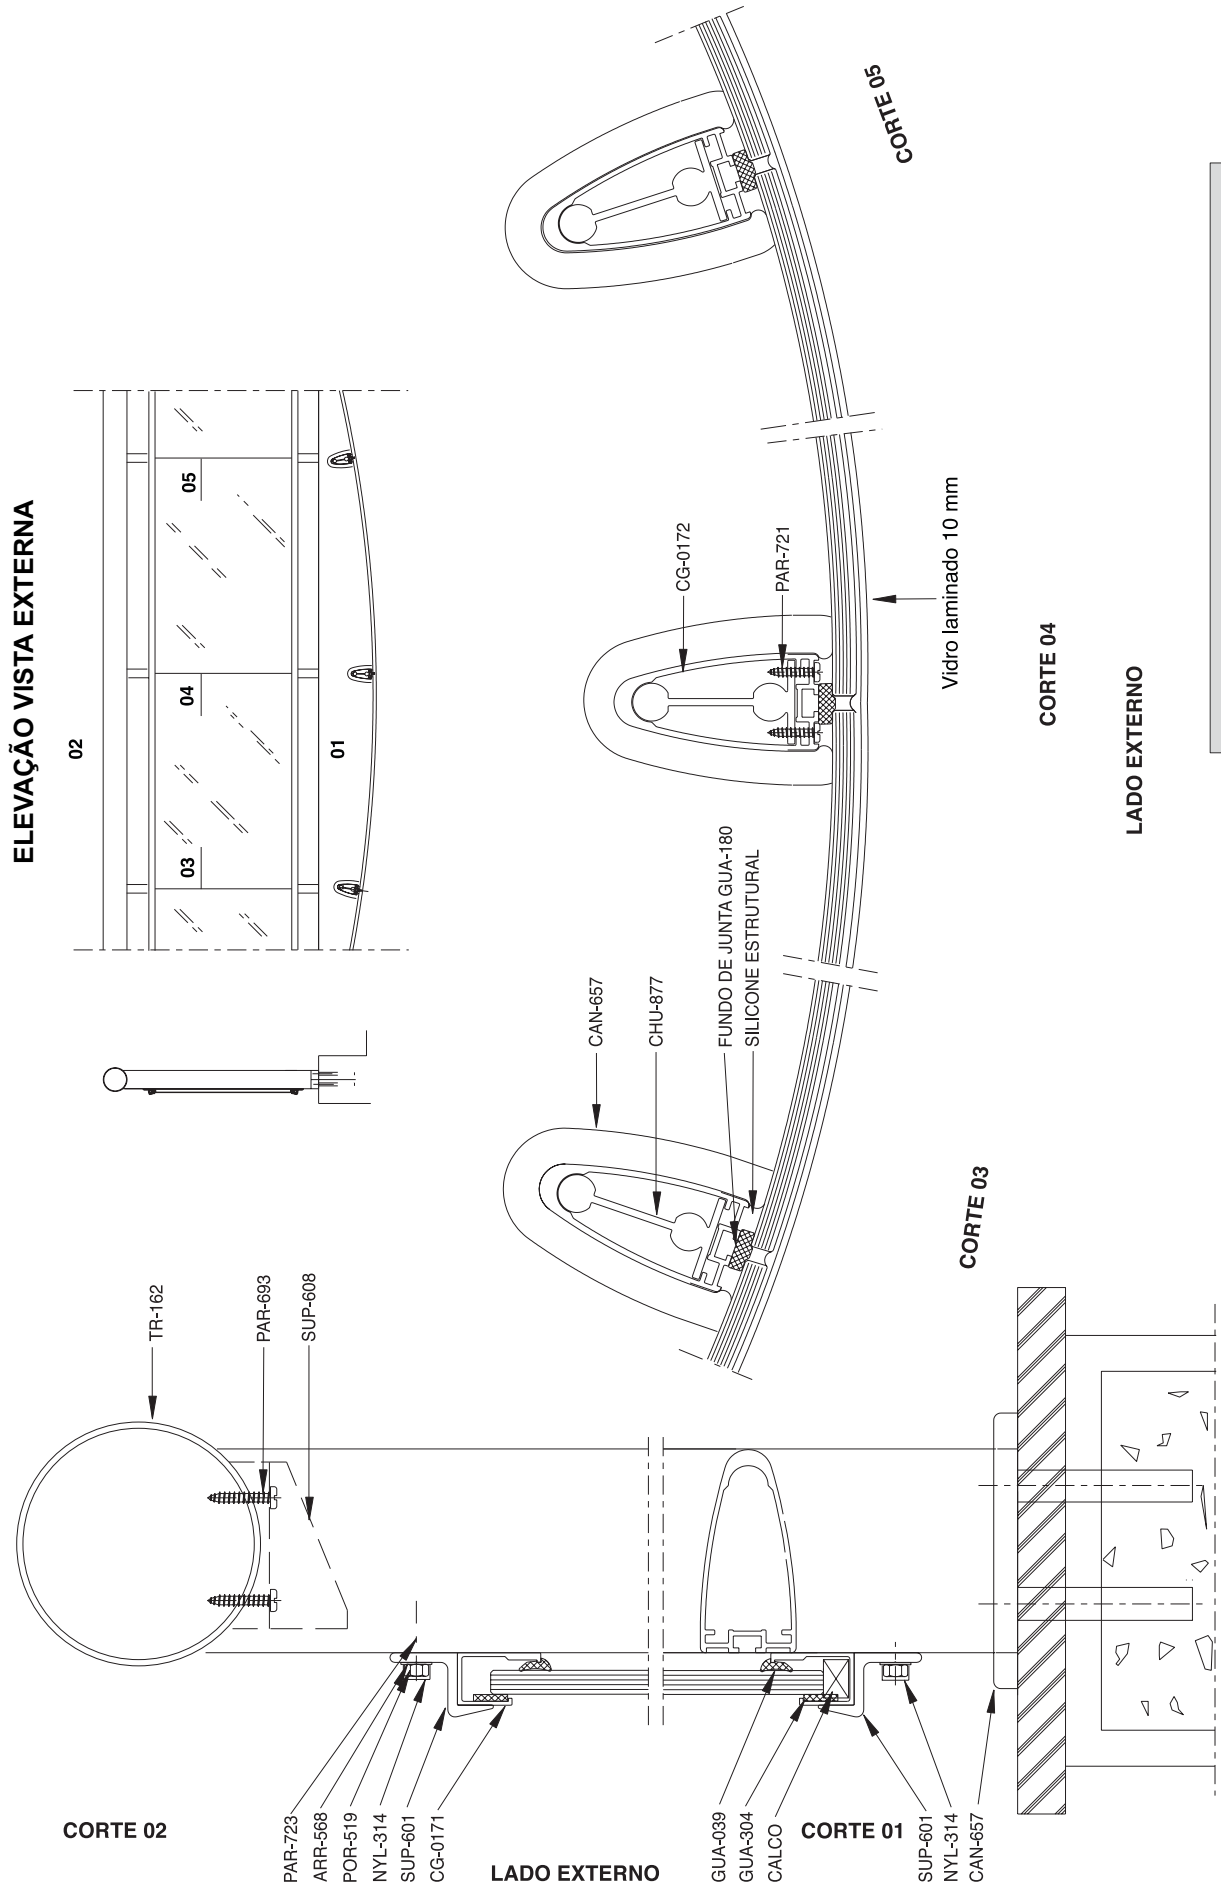 ELEVAÇÃO VISTA EXTERNA
02
03
04
05
01
TR-162
PAR-693
SUP-608
CORTE 02
PAR-723
ARR-568
POR-519
NYL-314
SUP-601
CG-0171
LADO EXTERNO
GUA-039
GUA-304
CALCO
CORTE 01
SUP-601
NYL-314
CAN-657
CAN-657
CHU-877
FUNDO DE JUNTA GUA-180
SILICONE ESTRUTURAL
CORTE 03
CG-0172
PAR-721
Vidro laminado 10 mm
CORTE 04
LADO EXTERNO
CORTE 05